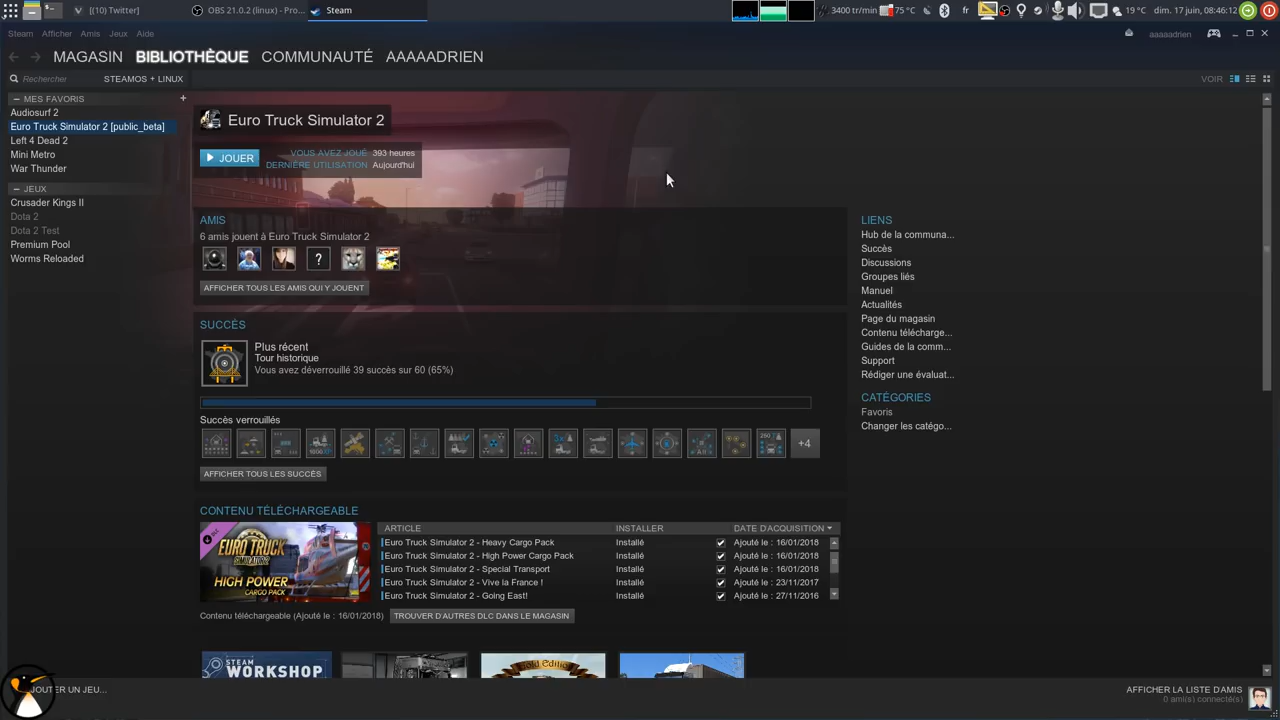 [(10) Twitter]
OBS 21.0.2 (linux) - Pro...
Steam
3400 tr/min
75 °C
fr
19 °C
dim. 17 juin, 08:46:12
Steam Afficher Amis Jeux Aide
aaaaadrien
MAGASIN BIBLIOTHÈQUE COMMUNAUTÉ AAAAADRIEN
Rechercher
STEAMOS + LINUX
VOIR
— MES FAVORIS +
Audiosurf 2
Euro Truck Simulator 2 [public_beta]
Left 4 Dead 2
Mini Metro
War Thunder
— JEUX
Crusader Kings II
Dota 2
Dota 2 Test
Premium Pool
Worms Reloaded
Euro Truck Simulator 2
JOUER
VOUS AVEZ JOUÉ 393 heures
DERNIÈRE UTILISATION Aujourd'hui
AMIS
6 amis jouent à Euro Truck Simulator 2
?
AFFICHER TOUS LES AMIS QUI Y JOUENT
SUCCÈS
Plus récent
Tour historique
Vous avez déverrouillé 39 succès sur 60 (65%)
Succès verrouillés
+4
AFFICHER TOUS LES SUCCÈS
CONTENU TÉLÉCHARGEABLE
EURO TRUCK
SIMULATOR 2
HIGH POWER
CARGO PACK
ARTICLE INSTALLER DATE D'ACQUISITION
Euro Truck Simulator 2 - Heavy Cargo Pack Installé Ajouté le : 16/01/2018
Euro Truck Simulator 2 - High Power Cargo Pack Installé Ajouté le : 16/01/2018
Euro Truck Simulator 2 - Special Transport Installé Ajouté le : 16/01/2018
Euro Truck Simulator 2 - Vive la France ! Installé Ajouté le : 23/11/2017
Euro Truck Simulator 2 - Going East! Installé Ajouté le : 27/11/2016
Contenu téléchargeable (Ajouté le : 16/01/2018)
TROUVER D'AUTRES DLC DANS LE MAGASIN
STEAM
WORKSHOP
Gold Edition
LIENS
Hub de la communa...
Succès
Discussions
Groupes liés
Manuel
Actualités
Page du magasin
Contenu télécharge...
Guides de la comm...
Support
Rédiger une évaluat...
CATÉGORIES
Favoris
Changer les catégo...
JOUTER UN JEU...
AFFICHER LA LISTE D'AMIS
0 ami(s) connecté(s)